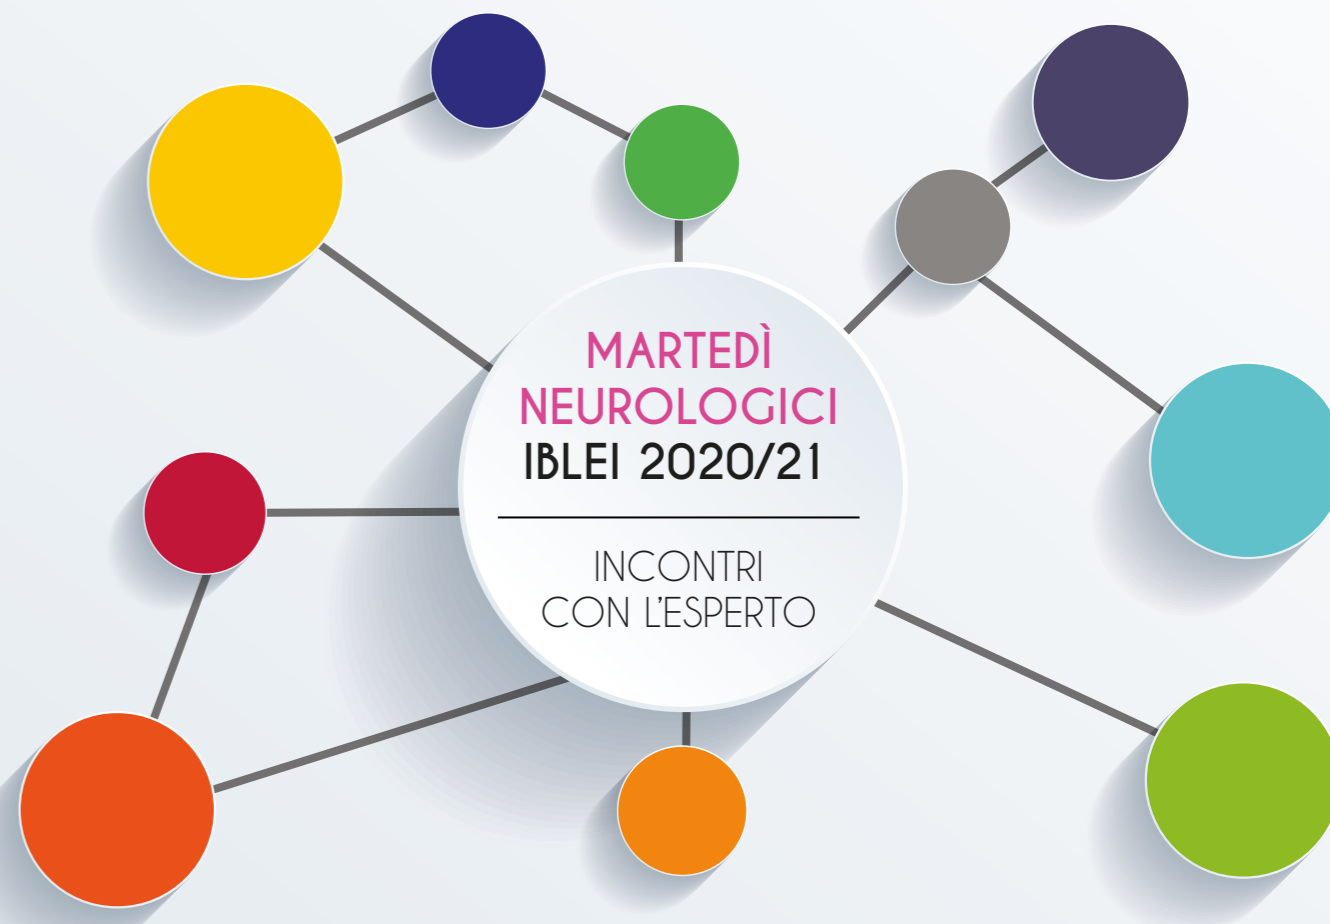 MARTEDÌ
NEUROLOGICI
IBLEI 2020/21
INCONTRI
CON L'ESPERTO